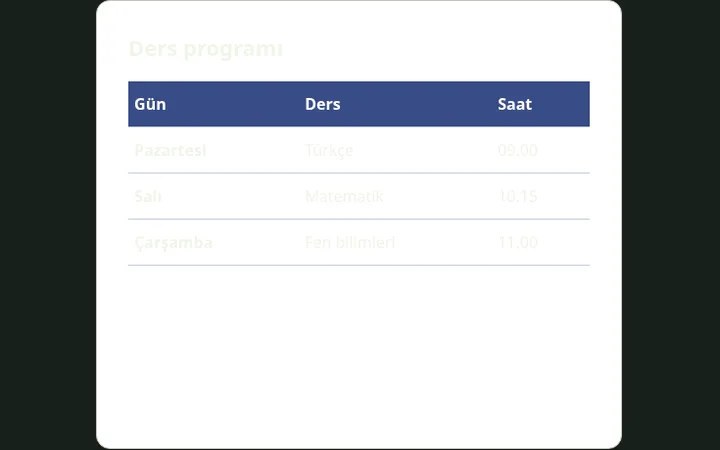 Ders programı
Gün Ders Saat
Pazartesi Türkçe 09.00
Salı Matematik 10.15
Çarşamba Fen bilimleri 11.00